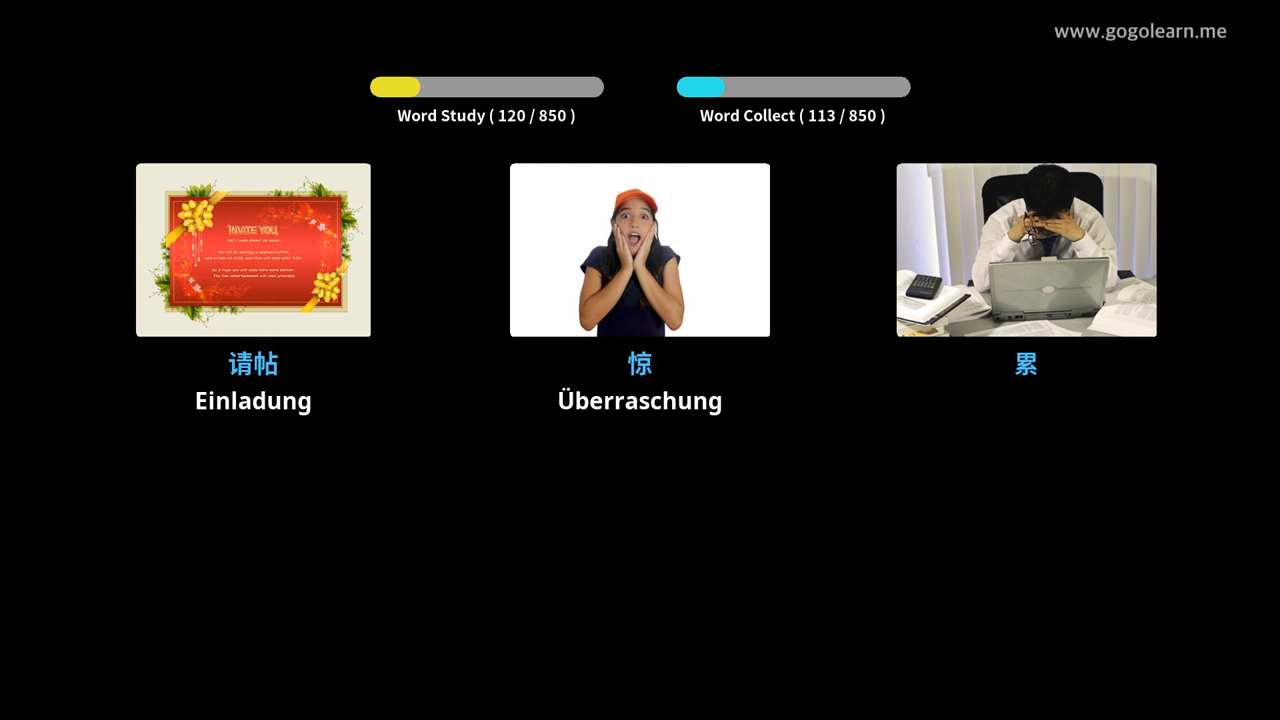 www.gogolearn.me
Word Study ( 120 / 850 )
Word Collect ( 113 / 850 )
INVITE YOU
请帖
惊
累
Einladung
Überraschung